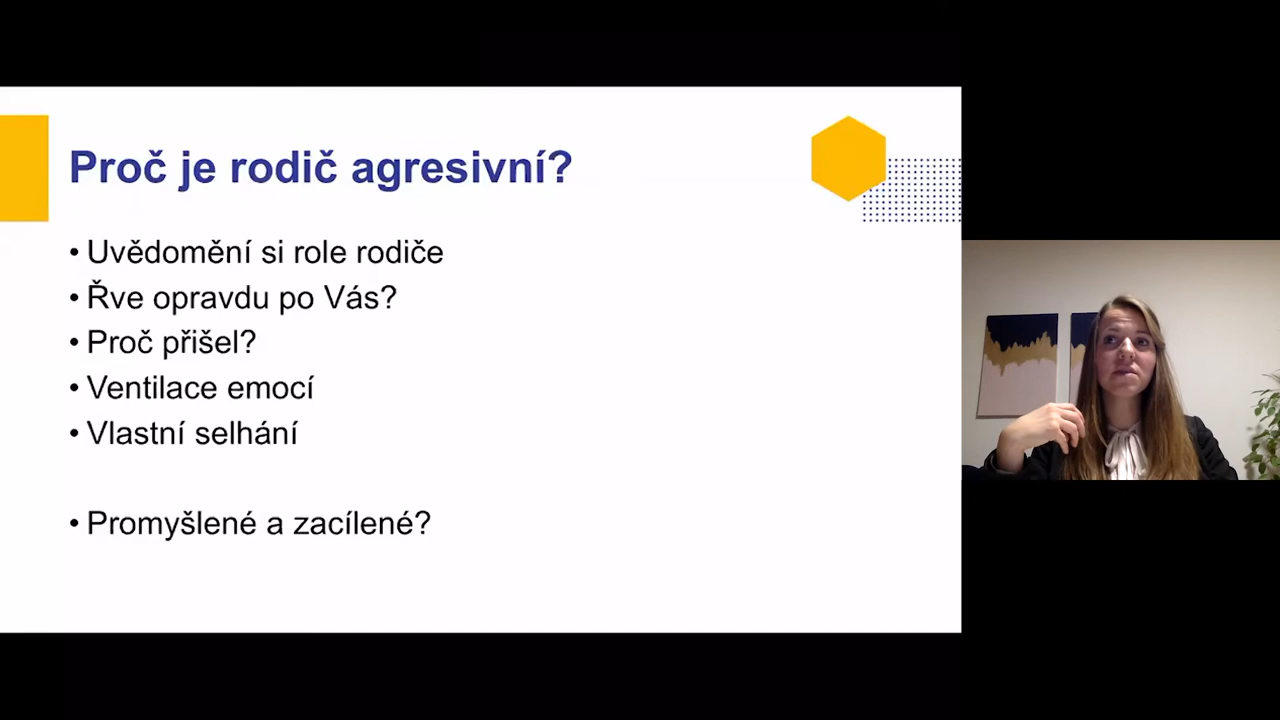 Proč je rodič agresivní?
• Uvědomění si role rodiče
• Řve opravdu po Vás?
• Proč přišel?
• Ventilace emocí
• Vlastní selhání
• Promyšlené a zacílené?